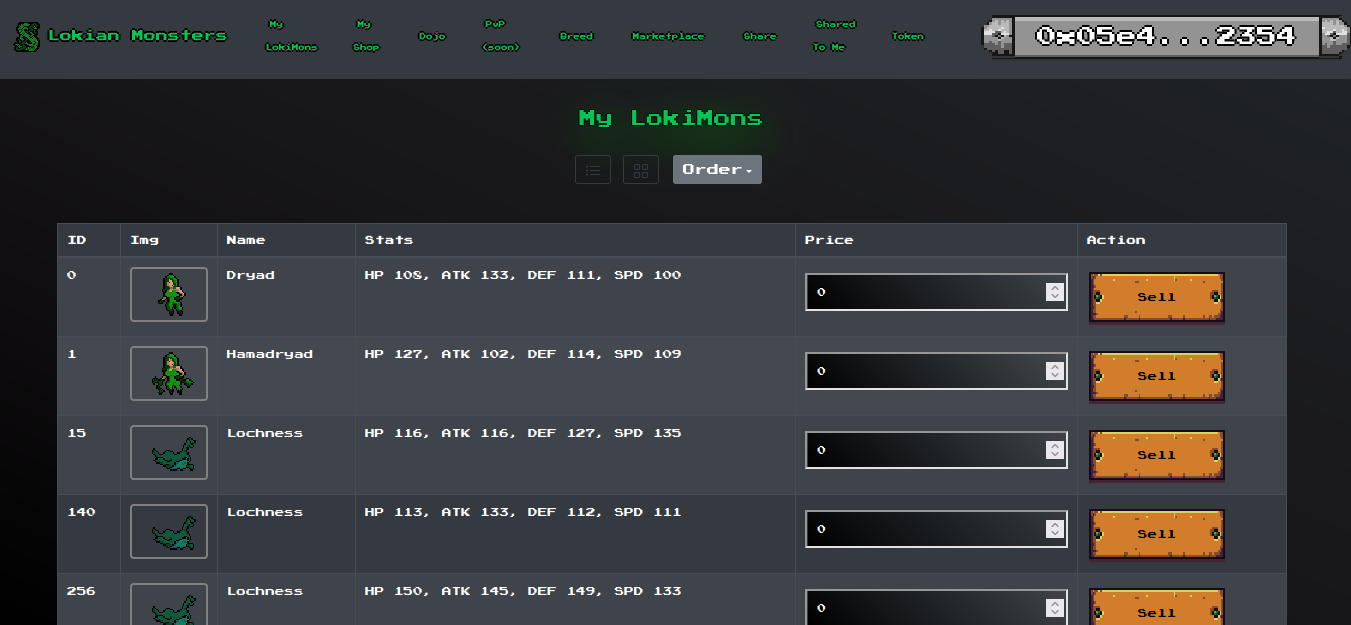 Lokian Monsters
My LokiMons
My Shop
Dojo
PvP (soon)
Breed
Marketplace
Share
Shared To Me
Token
0x05e4...2354
My LokiMons
Order
ID Img Name Stats Price Action
0 Dryad HP 108, ATK 133, DEF 111, SPD 100 0 Sell
1 Hamadryad HP 127, ATK 102, DEF 114, SPD 109 0 Sell
15 Lochness HP 116, ATK 116, DEF 127, SPD 135 0 Sell
140 Lochness HP 113, ATK 133, DEF 112, SPD 111 0 Sell
256 Lochness HP 150, ATK 145, DEF 149, SPD 133 0 Sell